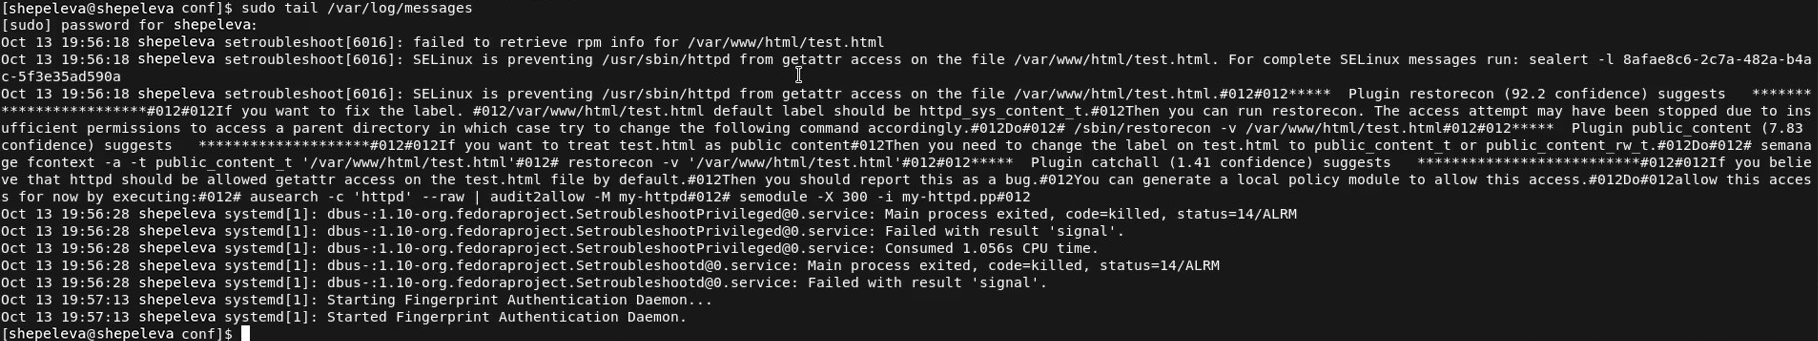 [shepeleva@shepeleva conf]$ sudo tail /var/log/messages
[sudo] password for shepeleva:
Oct 13 19:56:18 shepeleva setroubleshoot[6016]: failed to retrieve rpm info for /var/www/html/test.html
Oct 13 19:56:18 shepeleva setroubleshoot[6016]: SELinux is preventing /usr/sbin/httpd from getattr access on the file /var/www/html/test.html. For complete SELinux messages run: sealert -l 8afae8c6-2c7a-482a-b4a
c-5f3e35ad590a
Oct 13 19:56:18 shepeleva setroubleshoot[6016]: SELinux is preventing /usr/sbin/httpd from getattr access on the file /var/www/html/test.html.#012#012*****  Plugin restorecon (92.2 confidence) suggests   *******
*****************#012#012If you want to fix the label. #012/var/www/html/test.html default label should be httpd_sys_content_t.#012Then you can run restorecon. The access attempt may have been stopped due to ins
ufficient permissions to access a parent directory in which case try to change the following command accordingly.#012Do#012# /sbin/restorecon -v /var/www/html/test.html#012#012*****  Plugin public_content (7.83 
confidence) suggests   ********************#012#012If you want to treat test.html as public content#012Then you need to change the label on test.html to public_content_t or public_content_rw_t.#012Do#012# semana
ge fcontext -a -t public_content_t '/var/www/html/test.html'#012# restorecon -v '/var/www/html/test.html'#012#012*****  Plugin catchall (1.41 confidence) suggests   **************************#012#012If you belie
ve that httpd should be allowed getattr access on the test.html file by default.#012Then you should report this as a bug.#012You can generate a local policy module to allow this access.#012Do#012allow this acces
s for now by executing:#012# ausearch -c 'httpd' --raw | audit2allow -M my-httpd#012# semodule -X 300 -i my-httpd.pp#012
Oct 13 19:56:28 shepeleva systemd[1]: dbus-:1.10-org.fedoraproject.SetroubleshootPrivileged@0.service: Main process exited, code=killed, status=14/ALRM
Oct 13 19:56:28 shepeleva systemd[1]: dbus-:1.10-org.fedoraproject.SetroubleshootPrivileged@0.service: Failed with result 'signal'.
Oct 13 19:56:28 shepeleva systemd[1]: dbus-:1.10-org.fedoraproject.SetroubleshootPrivileged@0.service: Consumed 1.056s CPU time.
Oct 13 19:56:28 shepeleva systemd[1]: dbus-:1.10-org.fedoraproject.Setroubleshootd@0.service: Main process exited, code=killed, status=14/ALRM
Oct 13 19:56:28 shepeleva systemd[1]: dbus-:1.10-org.fedoraproject.Setroubleshootd@0.service: Failed with result 'signal'.
Oct 13 19:57:13 shepeleva systemd[1]: Starting Fingerprint Authentication Daemon...
Oct 13 19:57:13 shepeleva systemd[1]: Started Fingerprint Authentication Daemon.
[shepeleva@shepeleva conf]$